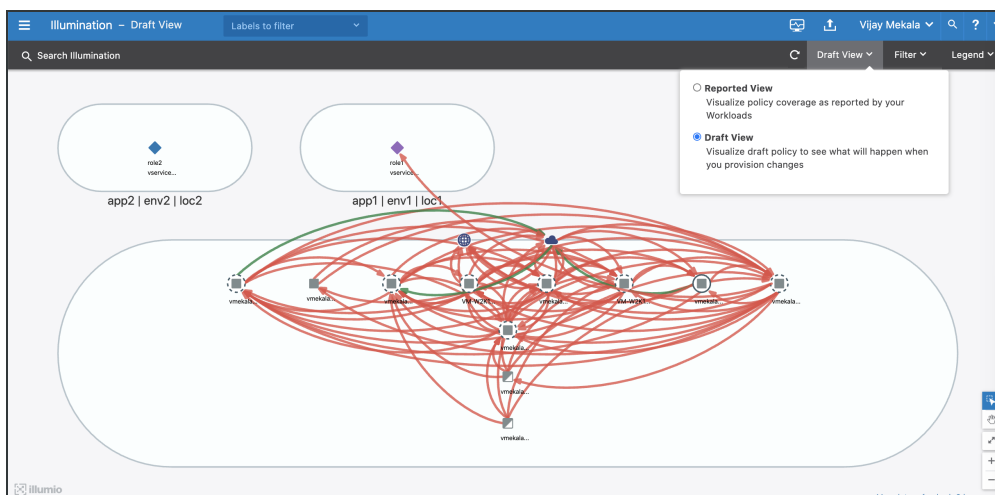 Illumination – Draft View
Labels to filter
Vijay Mekala
?
Search Illumination
Draft View
Filter
Legend
Reported View
Visualize policy coverage as reported by your
Workloads
Draft View
Visualize draft policy to see what will happen when
you provision changes
role2
vservice...
role1
vservice...
app2 | env2 | loc2
app1 | env1 | loc1
vmekala...
vmekala...
vmekala...
VM-W2K1...
vmekala...
VM-W2K1...
vmekala...
vmekala...
vmekala...
vmekala...
vmekala...
illumio